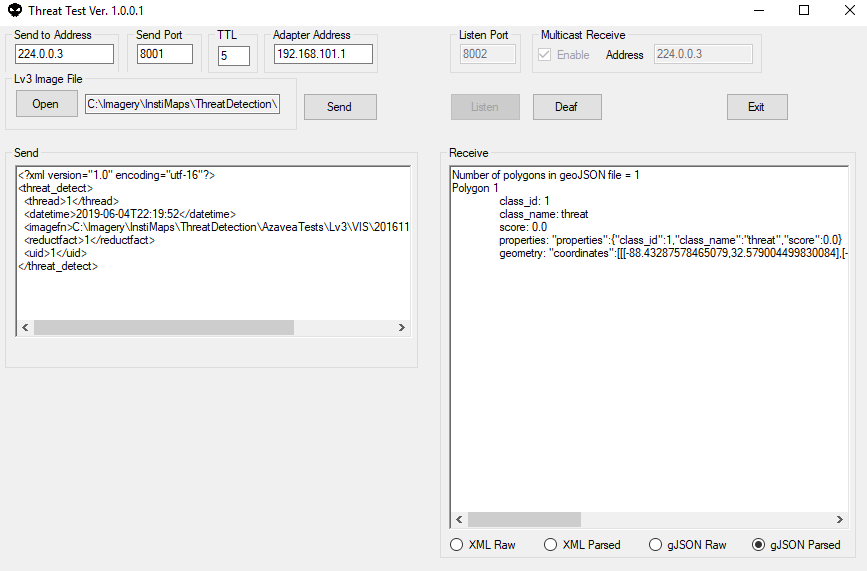 Threat Test Ver. 1.0.0.1
Send to Address Send Port TTL Adapter Address Listen Port Multicast Receive
224.0.0.3 8001 5 192.168.101.1 8002 Enable Address 224.0.0.3
Lv3 Image File
Open C:\Imagery\InstiMaps\ThreatDetection\ Send Listen Deaf Exit
Send
<?xml version="1.0" encoding="utf-16"?>
<threat_detect>
<thread>1</thread>
<datetime>2019-06-04T22:19:52</datetime>
<imagefn>C:\Imagery\InstiMaps\ThreatDetection\AzaveaTests\Lv3\VIS\201611
<reductfact>1</reductfact>
<uid>1</uid>
</threat_detect>
Receive
Number of polygons in geoJSON file = 1
Polygon 1
class_id: 1
class_name: threat
score: 0.0
properties: "properties":{"class_id":1,"class_name":"threat","score":0.0}
geometry: "coordinates":[[[-88.43287578465079,32.579004499830084],[-
XML Raw XML Parsed gJSON Raw gJSON Parsed